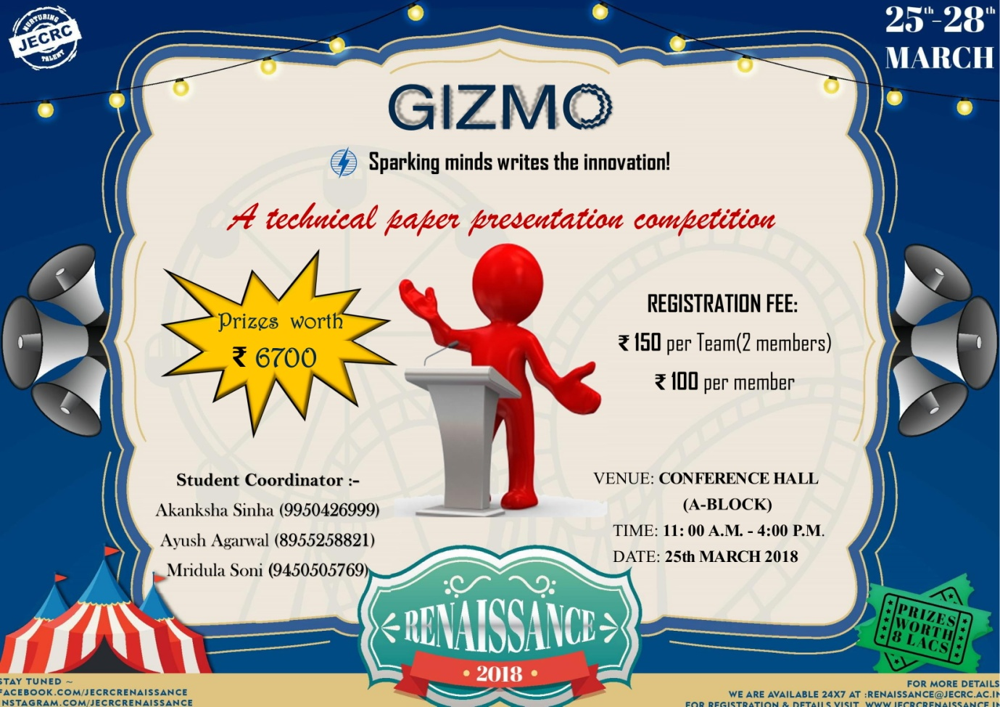 NURTURING
JECRC
TALENT
25th-28th
MARCH
GIZMO
Sparking minds writes the innovation!
A technical paper presentation competition
Prizes worth
₹ 6700
REGISTRATION FEE:
₹ 150 per Team(2 members)
₹ 100 per member
Student Coordinator :-
Akanksha Sinha (9950426999)
Ayush Agarwal (8955258821)
Mridula Soni (9450505769)
VENUE: CONFERENCE HALL
(A-BLOCK)
TIME: 11: 00 A.M. - 4:00 P.M.
DATE: 25th MARCH 2018
RENAISSANCE
2018
PRIZES
WORTH
8 LACS
STAY TUNED ~
FACEBOOK.COM/JECRCRENAISSANCE
INSTAGRAM.COM/JECRCRENAISSANCE
FOR MORE DETAILS
WE ARE AVAILABLE 24X7 AT :RENAISSANCE@JECRC.AC.IN
FOR REGISTRATION & DETAILS VISIT WWW.JECRCRENAISSANCE.IN